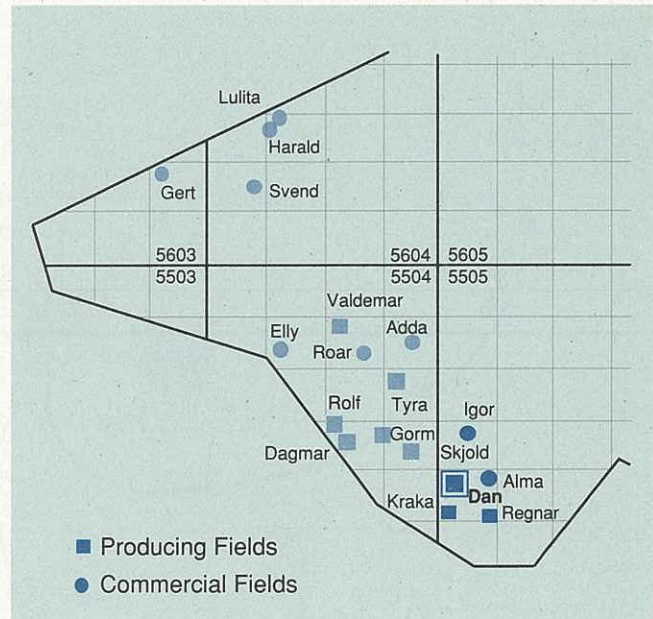 Lulita
Harald
Gert
Svend
5603
5604
5605
5503
5504
5505
Valdemar
Elly
Adda
Roar
Rolf
Tyra
Igor
Dagmar
Gorm
Skjold
Alma
Kraka
Dan
Regnar
Producing Fields
Commercial Fields